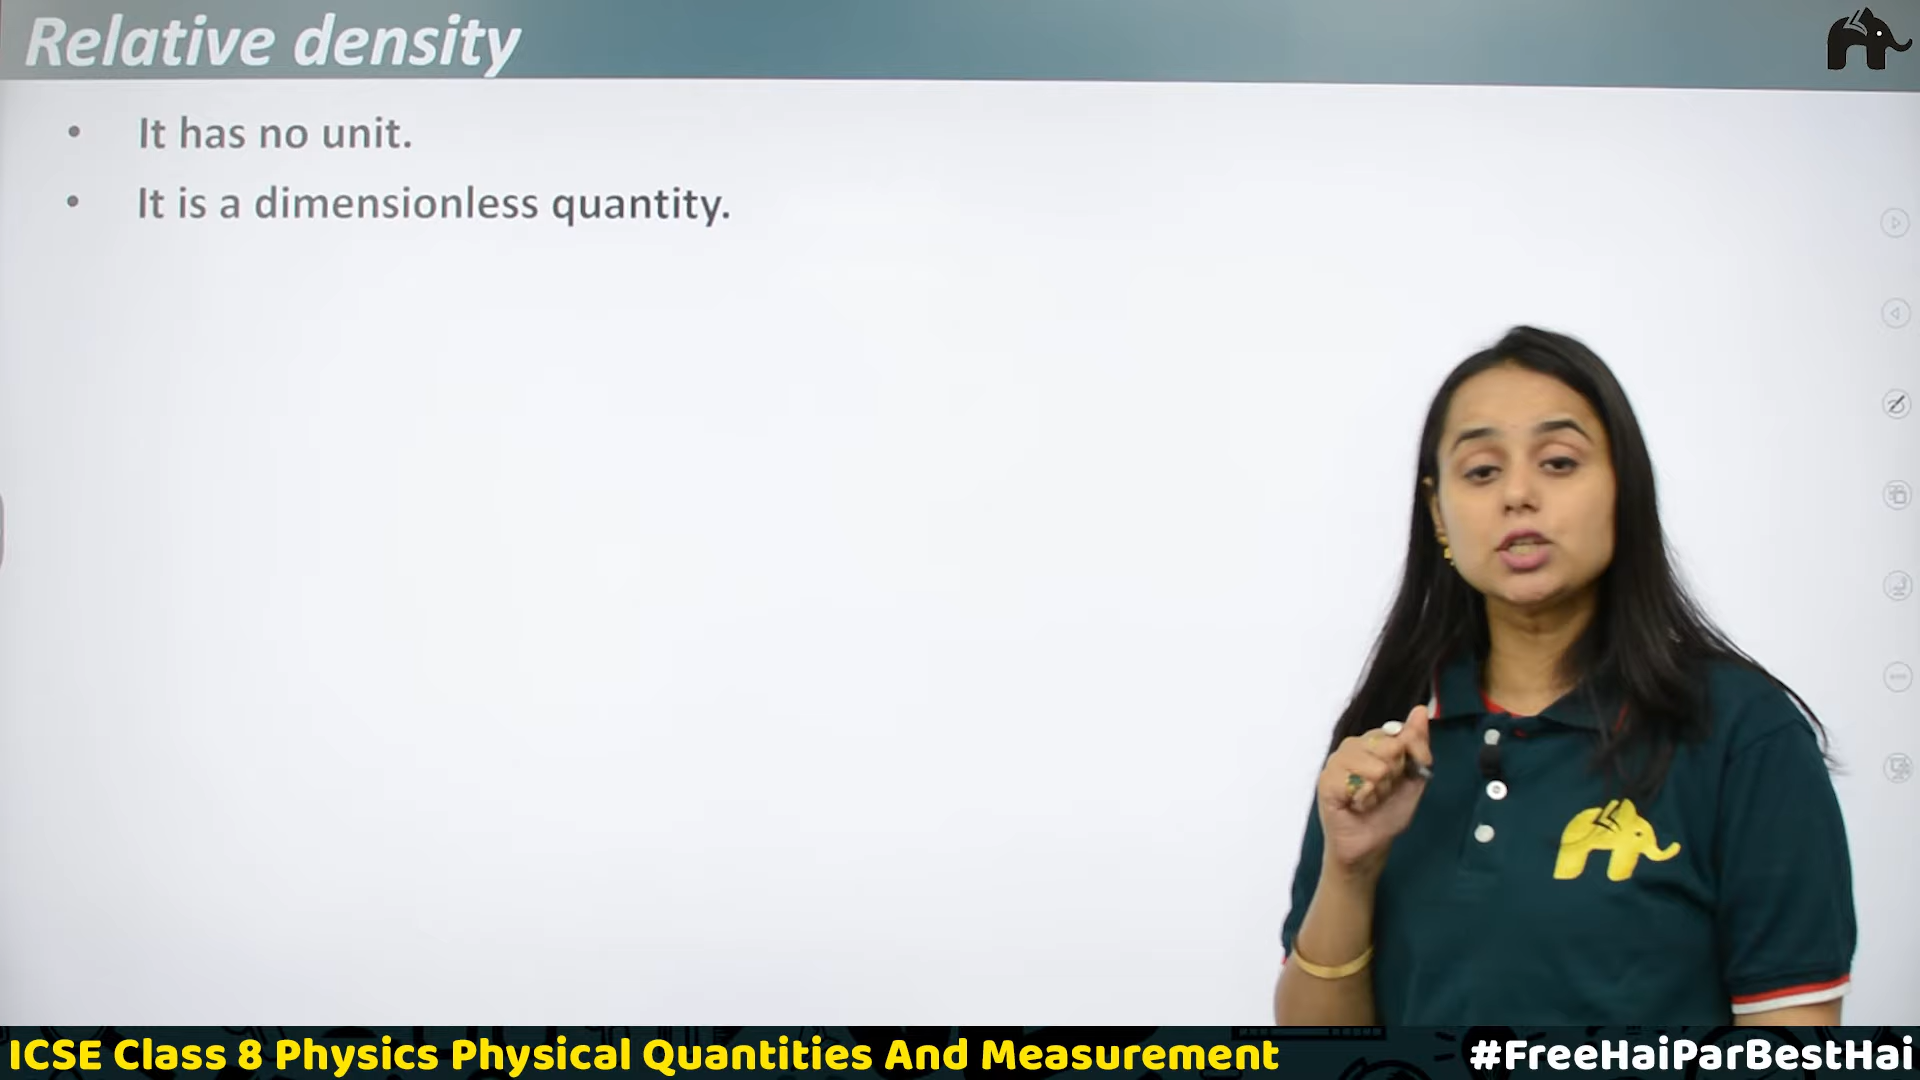 Relative density
• It has no unit.
• It is a dimensionless quantity.
ICSE Class 8 Physics Physical Quantities And Measurement
#FreeHaiParBestHai